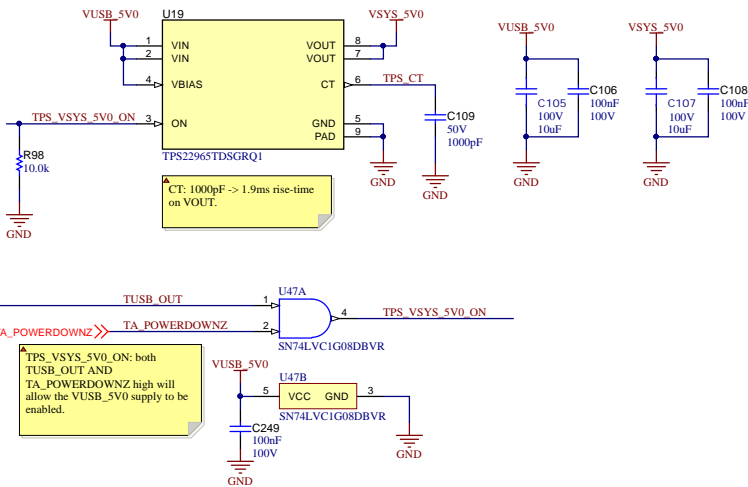 U19
VUSB_5V0
VSYS_5V0
VUSB_5V0
VSYS_5V0
1 VIN VOUT 8
2 VIN VOUT 7
4 VBIAS CT 6 TPS_CT
TPS_VSYS_5V0_ON 3 ON GND 5
PAD 9
TPS22965TDSGRQ1
R98
10.0k
GND
C109
50V
1000pF
GND
GND
C105
100V
10uF
C106
100nF
100V
GND
C107
100V
10uF
C108
100nF
100V
GND
CT: 1000pF -> 1.9ms rise-time
on VOUT.
U47A
TUSB_OUT 1
4 TPS_VSYS_5V0_ON
A_POWERDOWNZ TA_POWERDOWNZ 2
SN74LVC1G08DBVR
TPS_VSYS_5V0_ON: both
TUSB_OUT AND
TA_POWERDOWNZ high will
allow the VUSB_5V0 supply to be
enabled.
VUSB_5V0
U47B
5 VCC GND 3
SN74LVC1G08DBVR
C249
100nF
100V
GND
GND